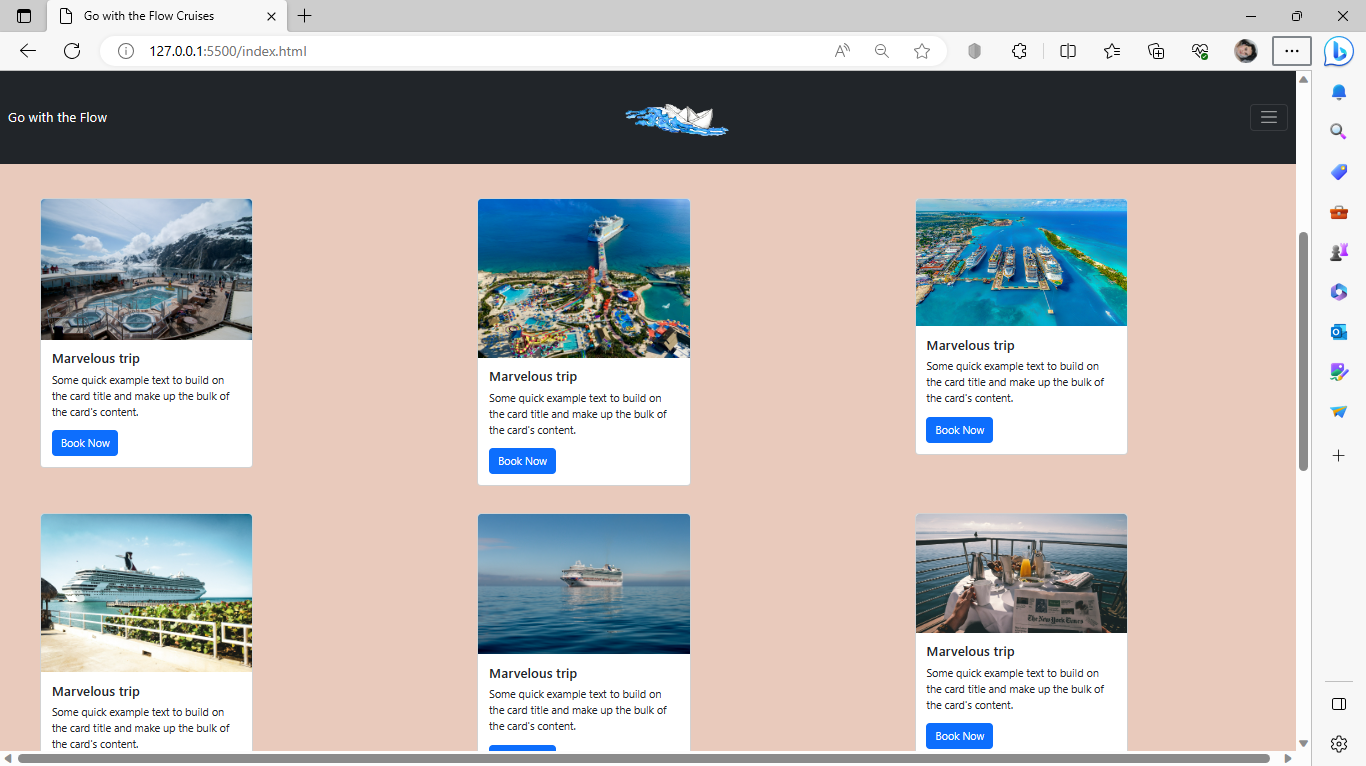 Go with the Flow Cruises
127.0.0.1:5500/index.html
Go with the Flow
Marvelous trip
Some quick example text to build on
the card title and make up the bulk of
the card's content.
Book Now
Marvelous trip
Some quick example text to build on
the card title and make up the bulk of
the card's content.
Book Now
Marvelous trip
Some quick example text to build on
the card title and make up the bulk of
the card's content.
Book Now
Marvelous trip
Some quick example text to build on
the card title and make up the bulk of
the card's content.
Marvelous trip
Some quick example text to build on
the card title and make up the bulk of
the card's content.
The New York Times
Marvelous trip
Some quick example text to build on
the card title and make up the bulk of
the card's content.
Book Now